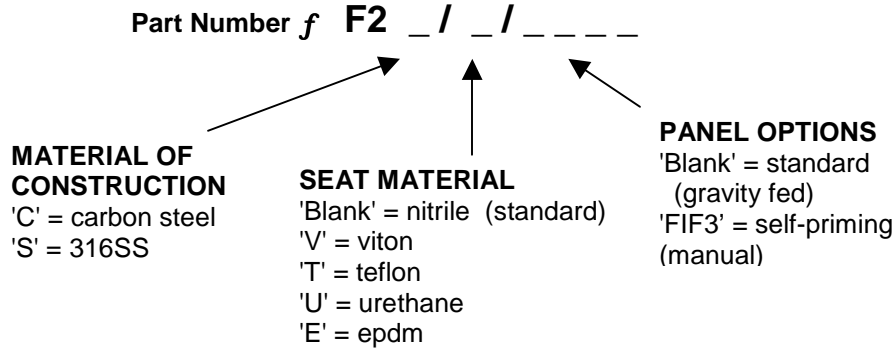 Part Number ƒ F2 _ / _ / _ _ _ _
MATERIAL OF
CONSTRUCTION
'C' = carbon steel
'S' = 316SS
SEAT MATERIAL
'Blank' = nitrile (standard)
'V' = viton
'T' = teflon
'U' = urethane
'E' = epdm
PANEL OPTIONS
'Blank' = standard
(gravity fed)
'FIF3’ = self-priming
(manual)